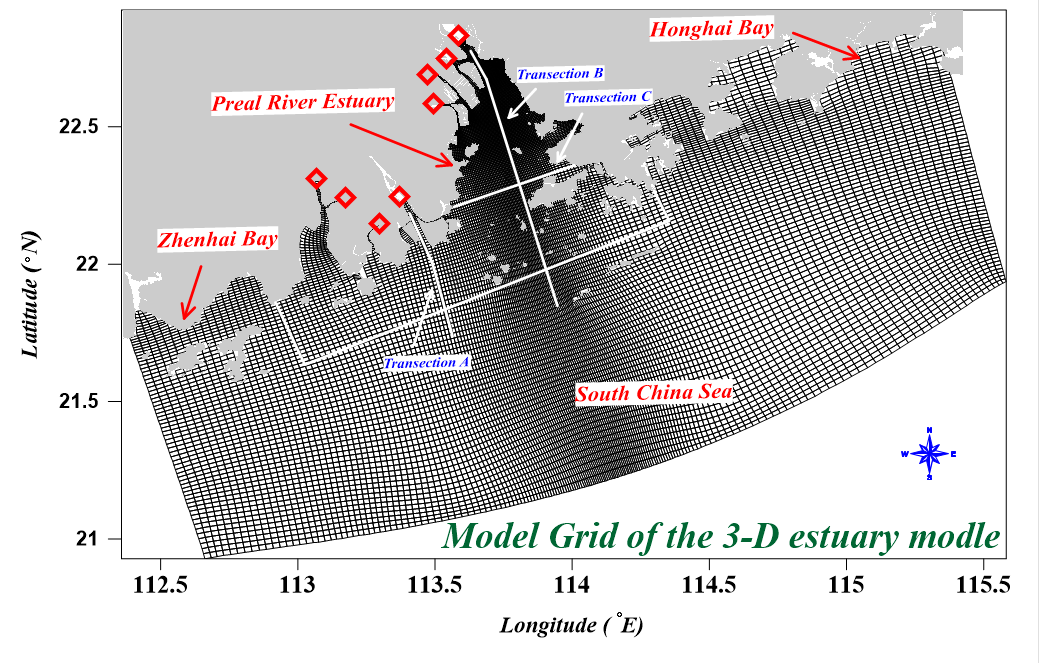 Honghai Bay
Transection B
Transection C
Preal River Estuary
Zhenhai Bay
Transection A
South China Sea
N
W E
S
Model Grid of the 3-D estuary modle
22.5
22
21.5
21
Latitude (°N)
112.5 113 113.5 114 114.5 115 115.5
Longitude (°E)